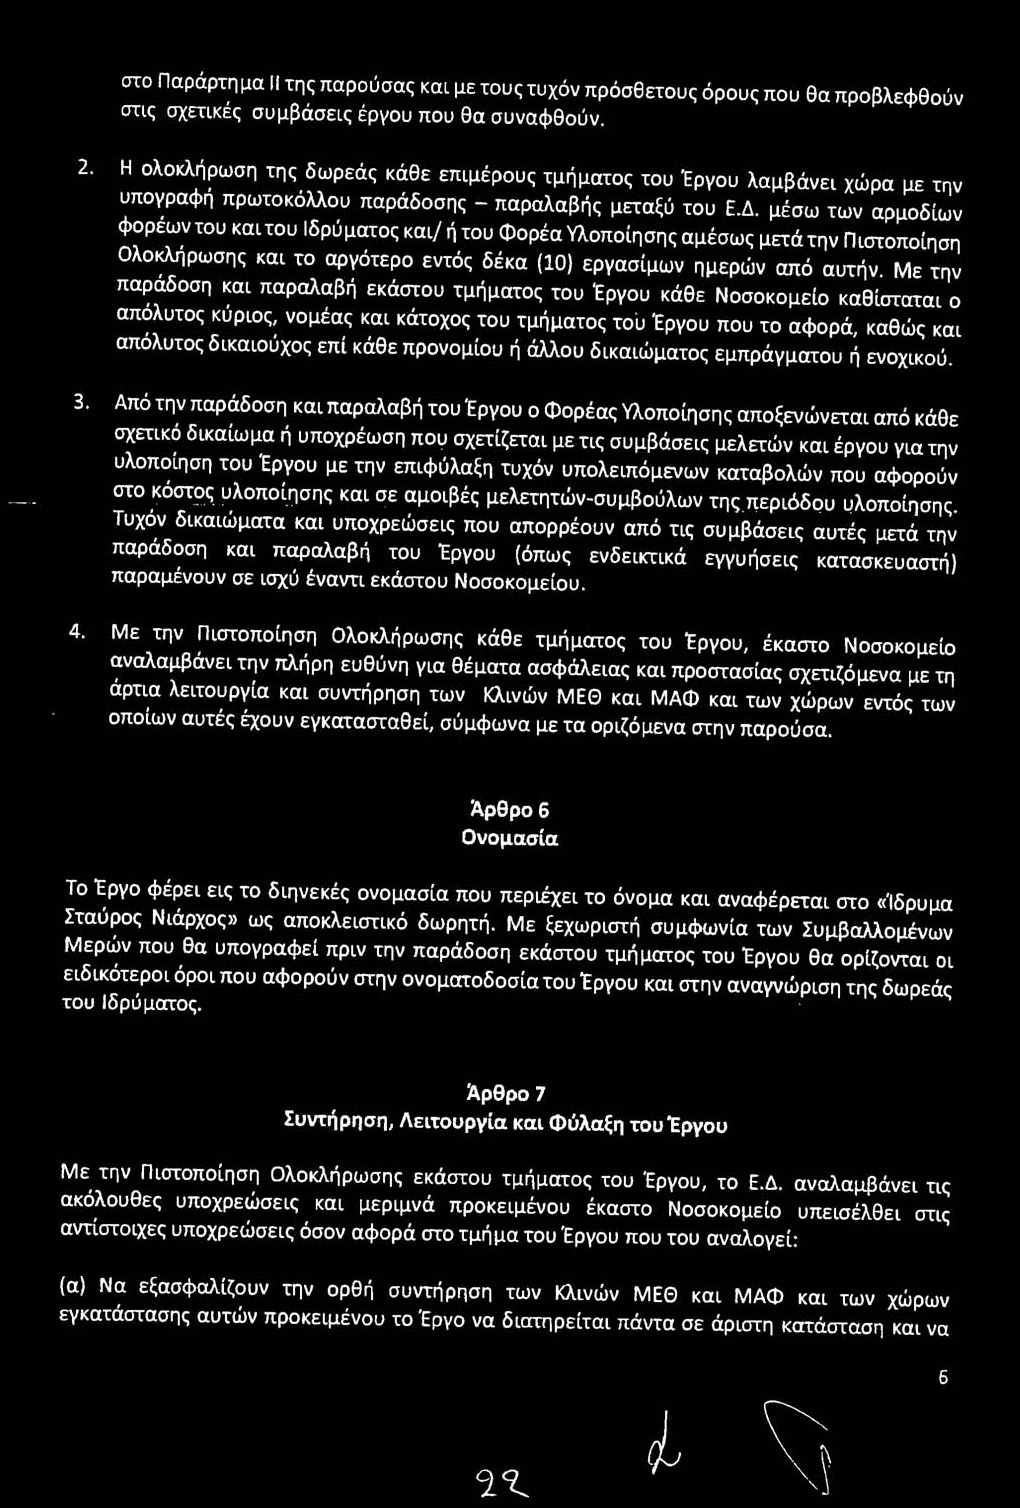 στο Παράρτημα ΙΙ της παρούσας και με τους τυχόν πρόσθετους όρους που θα προβλεφθούν
στις σχετικές συμβάσεις έργου που θα συναφθούν.
2. Η ολοκλήρωση της δωρεάς κάθε επιμέρους τμήματος του Έργου λαμβάνει χώρα με την
υπογραφή πρωτοκόλλου παράδοσης – παραλαβής μεταξύ του Ε.Δ. μέσω των αρμοδίων
φορέων του και του Ιδρύματος και/ ή του Φορέα Υλοποίησης αμέσως μετά την Πιστοποίηση
Ολοκλήρωσης και το αργότερο εντός δέκα (10) εργασίμων ημερών από αυτήν. Με την
παράδοση και παραλαβή εκάστου τμήματος του Έργου κάθε Νοσοκομείο καθίσταται ο
απόλυτος κύριος, νομέας και κάτοχος του τμήματος του Έργου που το αφορά, καθώς και
απόλυτος δικαιούχος επί κάθε προνομίου ή άλλου δικαιώματος εμπράγματου ή ενοχικού.
3. Από την παράδοση και παραλαβή του Έργου ο Φορέας Υλοποίησης αποξενώνεται από κάθε
σχετικό δικαίωμα ή υποχρέωση που σχετίζεται με τις συμβάσεις μελετών και έργου για την
υλοποίηση του Έργου με την επιφύλαξη τυχόν υπολειπόμενων καταβολών που αφορούν
στο κόστος υλοποίησης και σε αμοιβές μελετητών-συμβούλων της περιόδου υλοποίησης.
Τυχόν δικαιώματα και υποχρεώσεις που απορρέουν από τις συμβάσεις αυτές μετά την
παράδοση και παραλαβή του Έργου (όπως ενδεικτικά εγγυήσεις κατασκευαστή)
παραμένουν σε ισχύ έναντι εκάστου Νοσοκομείου.
4. Με την Πιστοποίηση Ολοκλήρωσης κάθε τμήματος του Έργου, έκαστο Νοσοκομείο
αναλαμβάνει την πλήρη ευθύνη για θέματα ασφάλειας και προστασίας σχετιζόμενα με τη
άρτια λειτουργία και συντήρηση των Κλινών ΜΕΘ και ΜΑΦ και των χώρων εντός των
οποίων αυτές έχουν εγκατασταθεί, σύμφωνα με τα οριζόμενα στην παρούσα.
Άρθρο 6
Ονομασία
Το Έργο φέρει εις το διηνεκές ονομασία που περιέχει το όνομα και αναφέρεται στο «Ίδρυμα
Σταύρος Νιάρχος» ως αποκλειστικό δωρητή. Με ξεχωριστή συμφωνία των Συμβαλλομένων
Μερών που θα υπογραφεί πριν την παράδοση εκάστου τμήματος του Έργου θα ορίζονται οι
ειδικότεροι όροι που αφορούν στην ονοματοδοσία του Έργου και στην αναγνώριση της δωρεάς
του Ιδρύματος.
Άρθρο 7
Συντήρηση, Λειτουργία και Φύλαξη του Έργου
Με την Πιστοποίηση Ολοκλήρωσης εκάστου τμήματος του Έργου, το Ε.Δ. αναλαμβάνει τις
ακόλουθες υποχρεώσεις και μεριμνά προκειμένου έκαστο Νοσοκομείο υπεισέλθει στις
αντίστοιχες υποχρεώσεις όσον αφορά στο τμήμα του Έργου που του αναλογεί:
(α) Να εξασφαλίζουν την ορθή συντήρηση των Κλινών ΜΕΘ και ΜΑΦ και των χώρων
εγκατάστασης αυτών προκειμένου το Έργο να διατηρείται πάντα σε άριστη κατάσταση και να
6
22